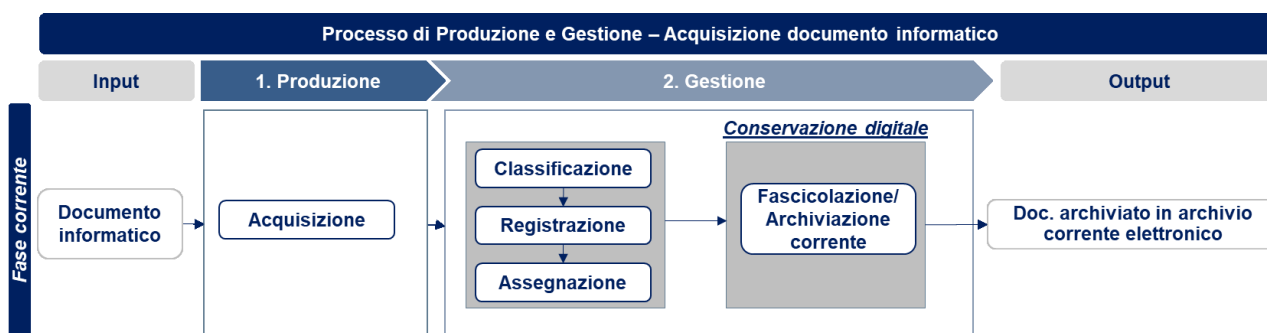 Processo di Produzione e Gestione – Acquisizione documento informatico
Input
1. Produzione
2. Gestione
Output
Fase corrente
Documento
informatico
Acquisizione
Classificazione
Registrazione
Assegnazione
Conservazione digitale
Fascicolazione/
Archiviazione
corrente
Doc. archiviato in archivio
corrente elettronico